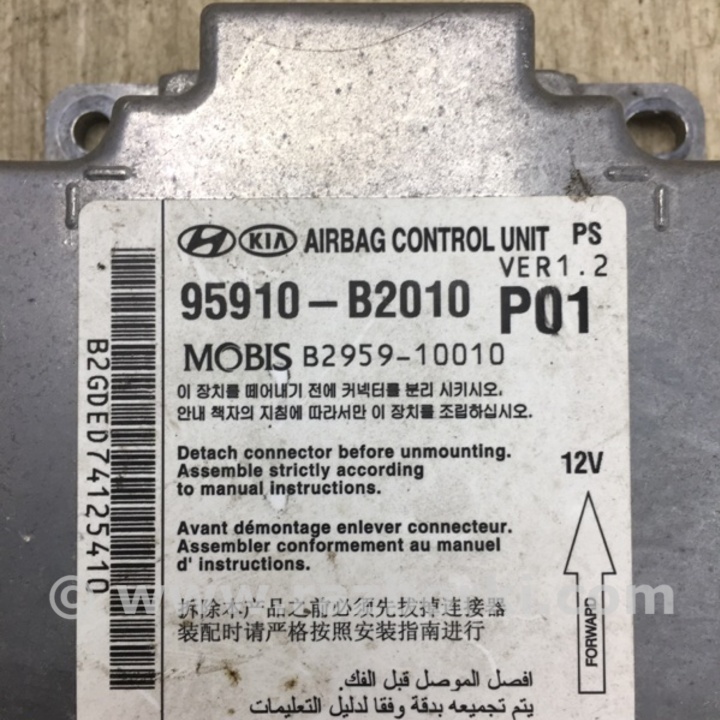 KIA AIRBAG CONTROL UNIT PS
VER1.2
95910-B2010 P01
MOBIS B2959-10010
이 장치를 떼어내기 전에 커넥터를 분리 시키시오.
안내 책자의 지침에 따라서만 이 장치를 조립하십시오.
Detach connector before unmounting.
Assemble strictly according
to manual instructions.
12V
Avant démontage enlever connecteur.
Assembler conformement au manuel
d' instructions.
FORWARD
拆除本产品之前必须先拔掉连接器
装配时请严格按照安装指南进行
افصل الموصل قبل الفك.
يتم تجميعه بدقة وفقا لدليل التعليمات
B2GDED74125410